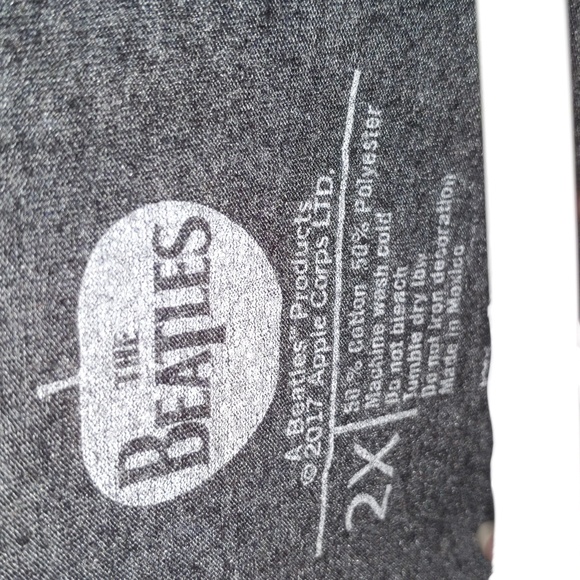 THE
BEATLES
A Beatles™ Products
© 2017 Apple Corps LTD.
2X
50% Cotton 50% Polyester
Machine wash cold
Do not bleach
Tumble dry low
Do not iron decoration
Made in Mexico